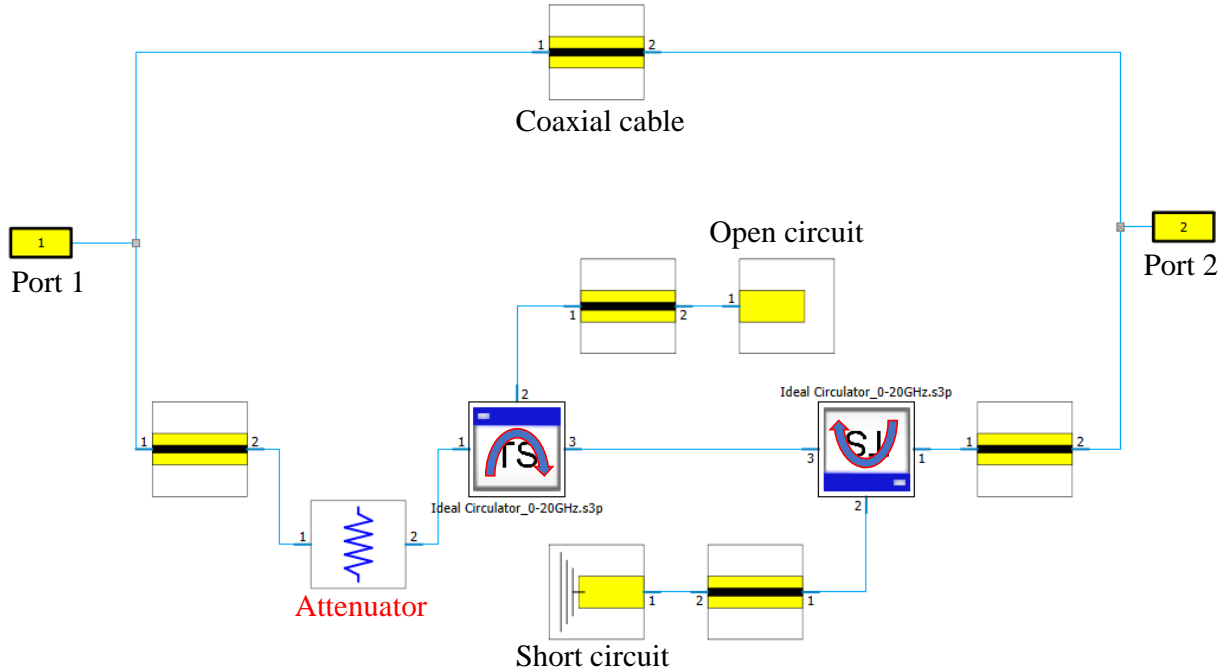 1 2
Coaxial cable
1
Port 1
2
Port 2
Open circuit
1 2 1
2
Ideal Circulator_0-20GHz.s3p
1 2
1 TS 3
3 SJ 1
1 2
Ideal Circulator_0-20GHz.s3p
2
1 2
Attenuator
1 2 1
Short circuit